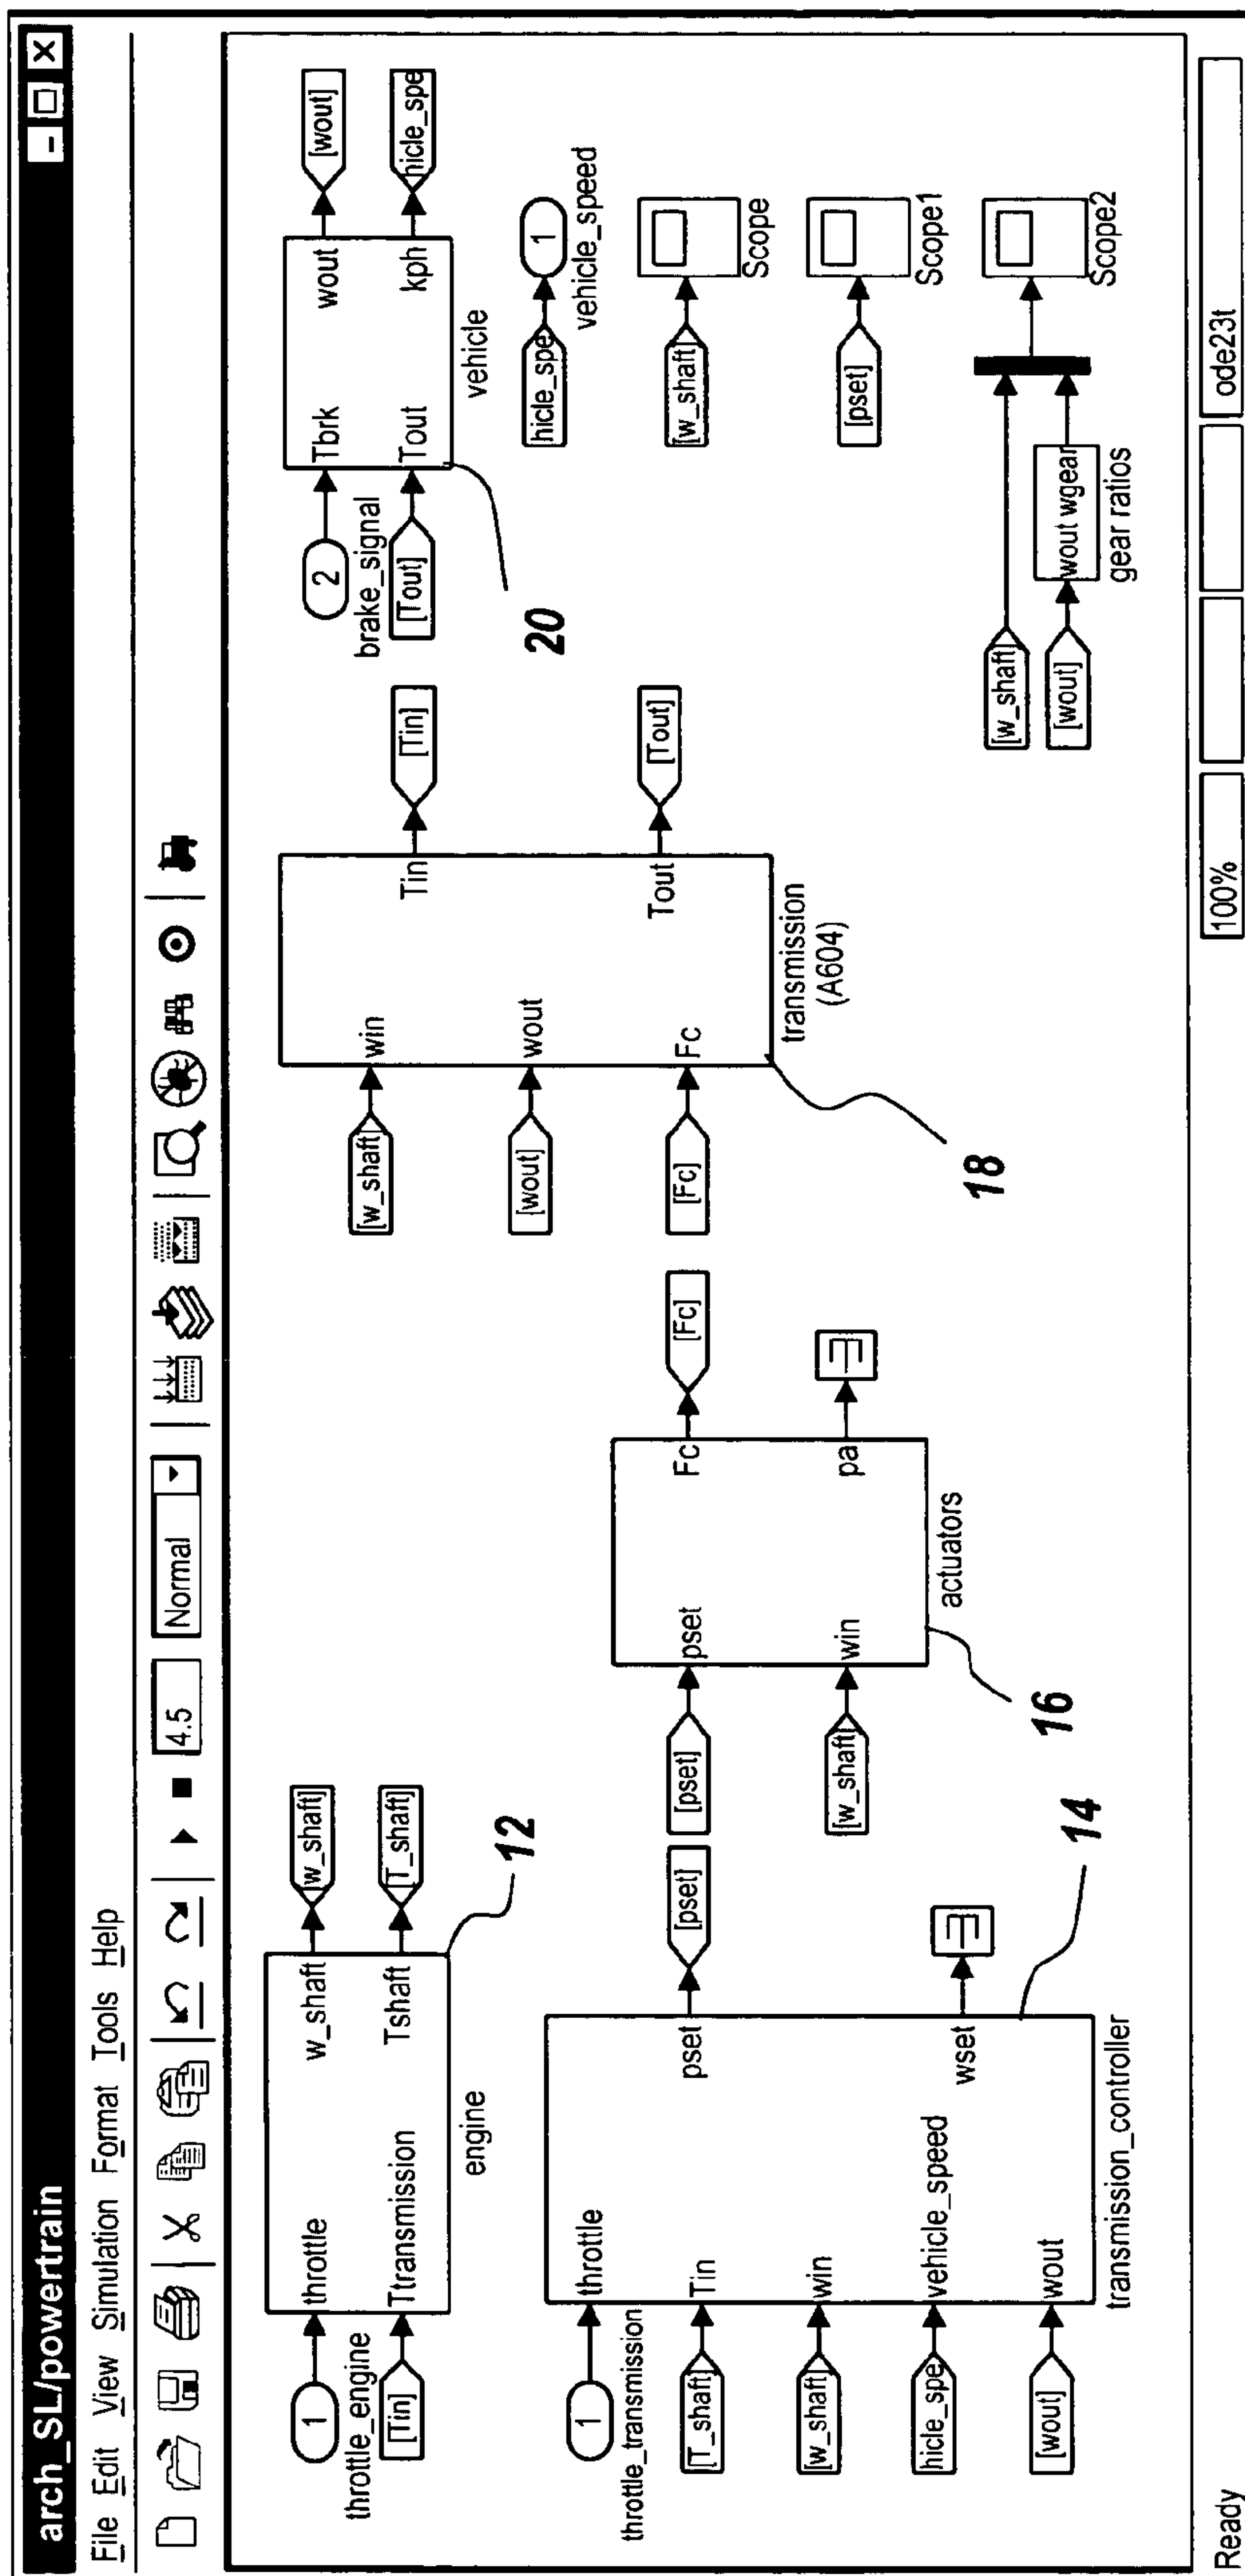 arch_SL/powertrain
File Edit View Simulation Format Tools Help
4.5 Normal
1
throttle_engine
[Tin]
throttle
Ttransmission
w_shaft
Tshaft
engine
[w_shaft]
[T_shaft]
12
1
throttle_transmission
[T_shaft]
[w_shaft]
hicle_spe
[wout]
throttle
Tin
win
vehicle_speed
wout
pset
wset
transmission_controller
[pset]
14
[pset]
[w_shaft]
pset
win
Fc
pa
actuators
[Fc]
16
[w_shaft]
[wout]
[Fc]
win
wout
Fc
Tin
Tout
transmission
(A604)
[Tin]
[Tout]
18
2
brake_signal
[Tout]
Tbrk
Tout
wout
kph
vehicle
[wout]
hicle_spe
20
hicle_spe
1
vehicle_speed
[w_shaft]
Scope
[pset]
Scope1
[w_shaft]
[wout]
wout wgear
gear ratios
Scope2
Ready
100%
ode23t